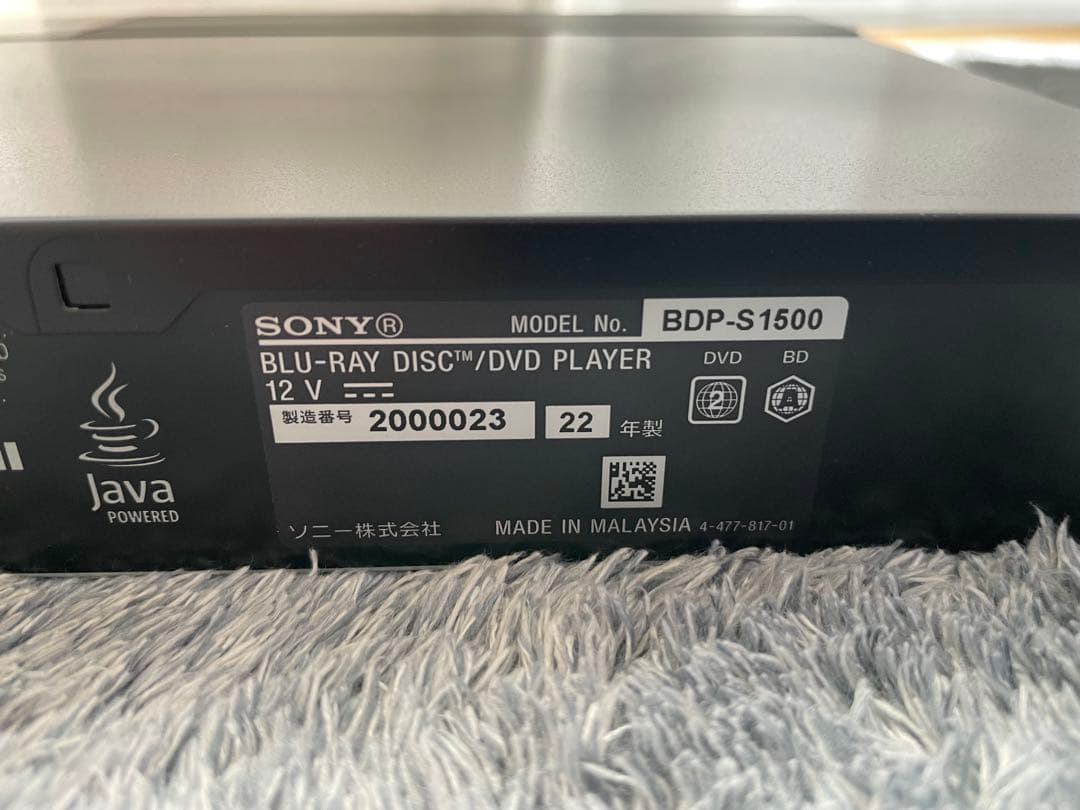 SONY®
MODEL No. BDP-S1500
BLU-RAY DISC™/DVD PLAYER
DVD BD
12 V
2
製造番号 2000023 22 年製
Java
POWERED
ソニー株式会社
MADE IN MALAYSIA 4-477-817-01